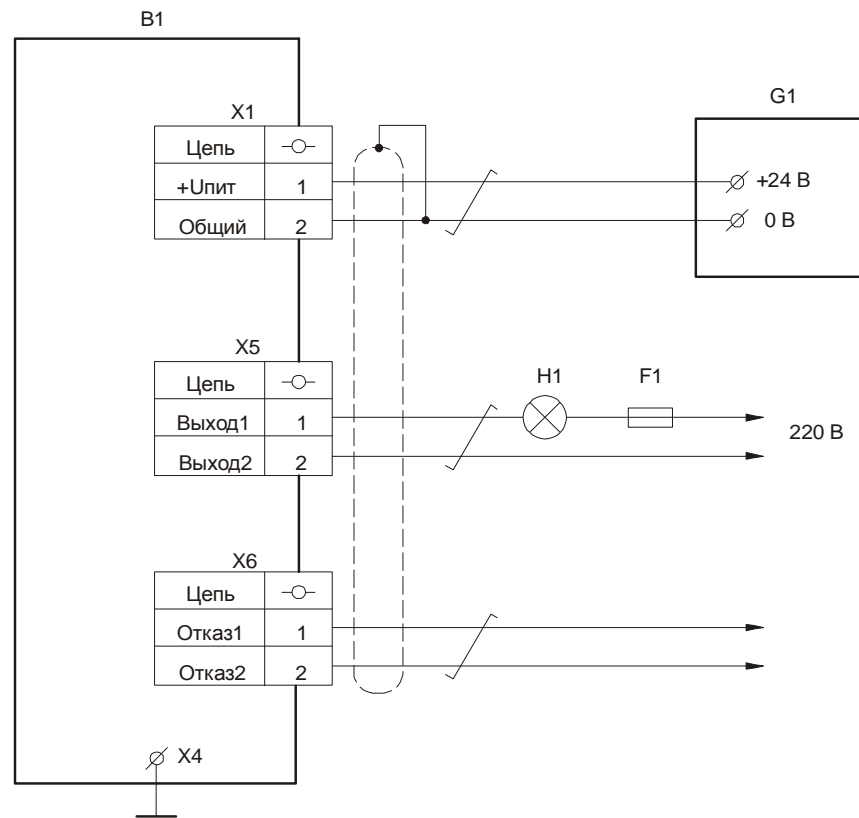 B1
X1
Цепь
+Uпит 1
Общий 2
G1
+24 В
0 В
X5
Цепь
Выход1 1
Выход2 2
H1 F1
220 В
X6
Цепь
Отказ1 1
Отказ2 2
X4